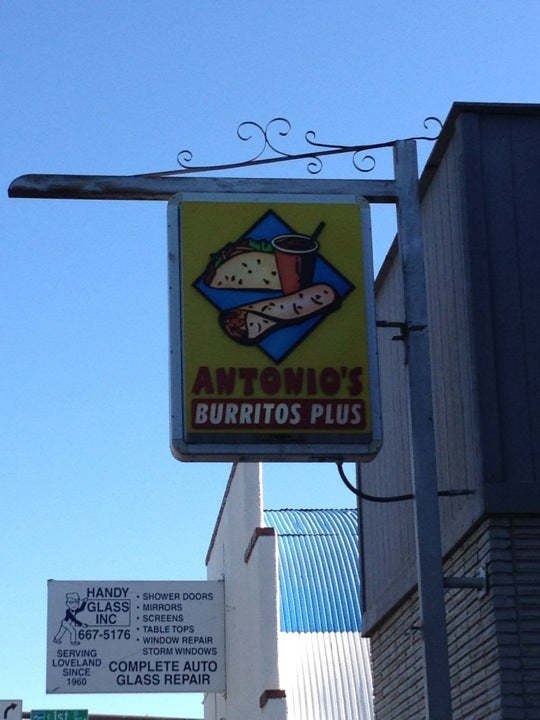 ANTONIO'S
BURRITOS PLUS
HANDY
GLASS
INC
667-5176
SERVING
LOVELAND
SINCE
1960
• SHOWER DOORS
• MIRRORS
• SCREENS
• TABLE TOPS
• WINDOW REPAIR
STORM WINDOWS
COMPLETE AUTO
GLASS REPAIR